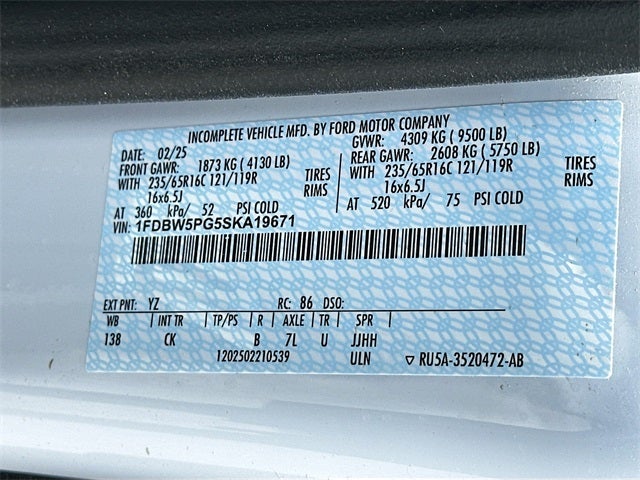 INCOMPLETE VEHICLE MFD. BY FORD MOTOR COMPANY
DATE: 02/25 GVWR: 4309 KG ( 9500 LB)
FRONT GAWR: 1873 KG ( 4130 LB) REAR GAWR: 2608 KG ( 5750 LB)
WITH 235/65R16C 121/119R TIRES WITH 235/65R16C 121/119R TIRES
16x6.5J RIMS 16x6.5J RIMS
AT 360 kPa/ 52 PSI COLD AT 520 kPa/ 75 PSI COLD
VIN: 1FDBW5PG5SKA19671
EXT PNT: YZ RC: 86 DSO:
WB INT TR TP/PS R AXLE TR SPR
138 CK B 7L U JJHH
1202502210539 ULN RU5A-3520472-AB